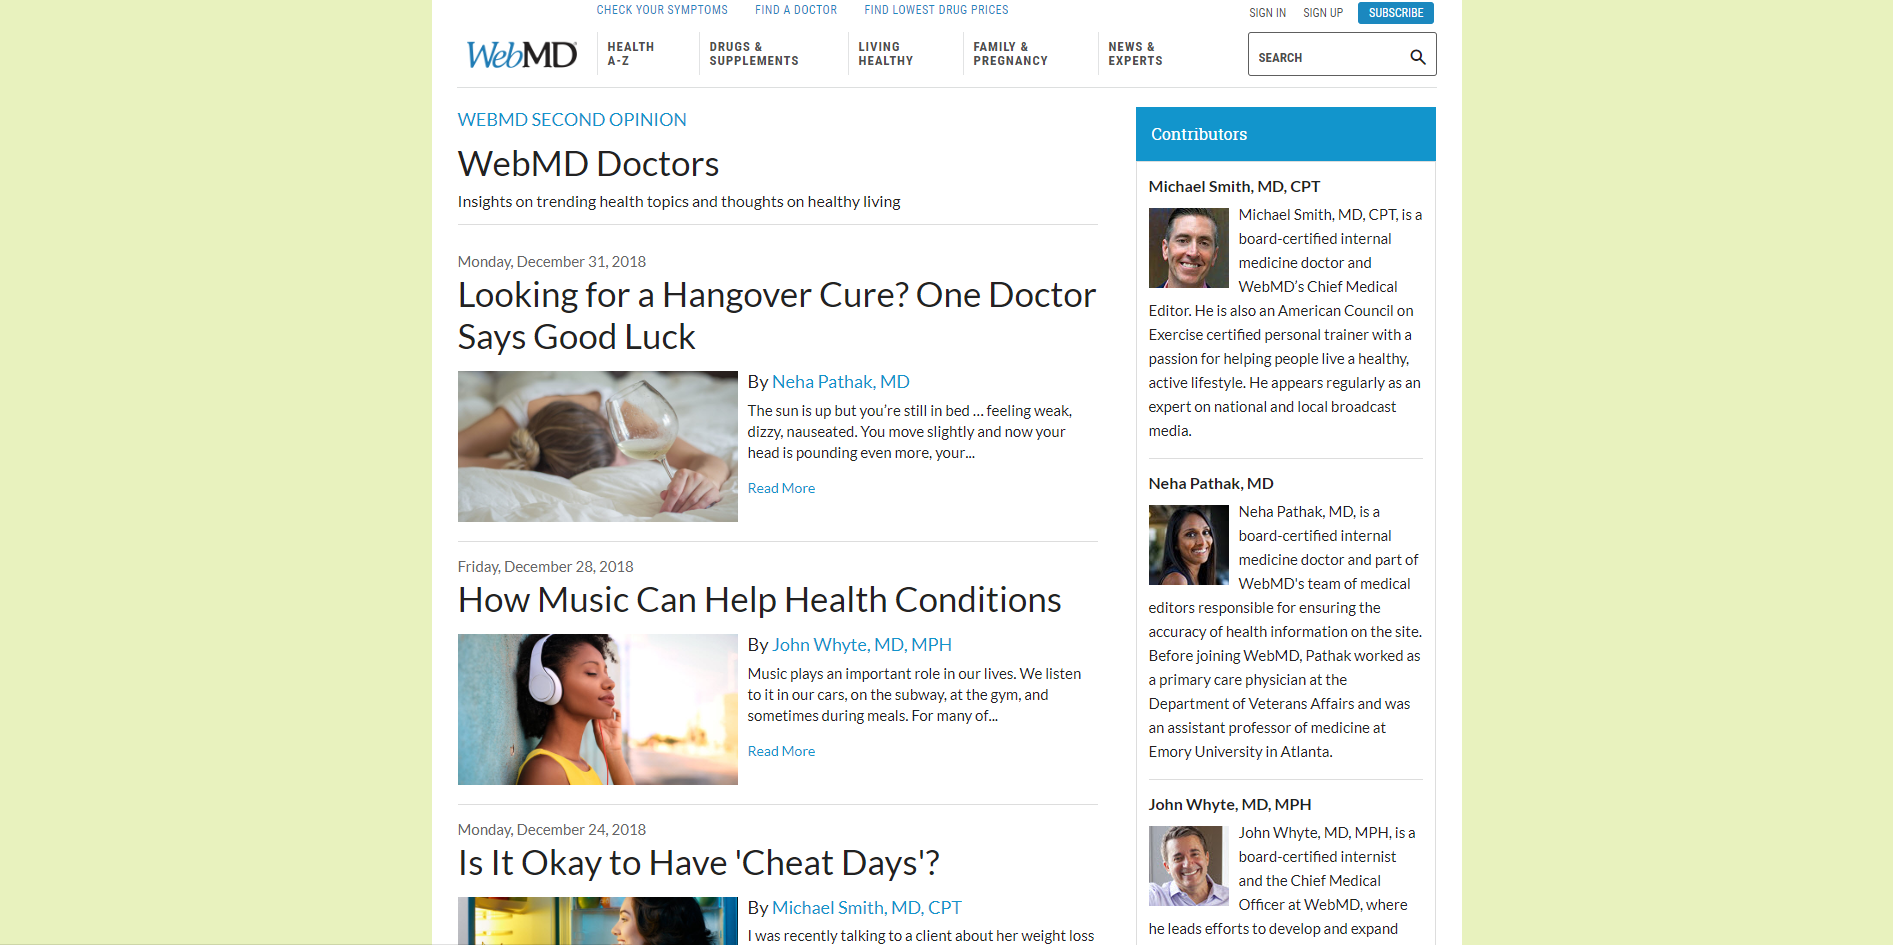 CHECK YOUR SYMPTOMS FIND A DOCTOR FIND LOWEST DRUG PRICES
SIGN IN SIGN UP SUBSCRIBE
WebMD
HEALTH
A-Z
DRUGS &
SUPPLEMENTS
LIVING
HEALTHY
FAMILY &
PREGNANCY
NEWS &
EXPERTS
SEARCH
WEBMD SECOND OPINION
WebMD Doctors
Insights on trending health topics and thoughts on healthy living
Monday, December 31, 2018
Looking for a Hangover Cure? One Doctor
Says Good Luck
By Neha Pathak, MD
The sun is up but you’re still in bed ... feeling weak,
dizzy, nauseated. You move slightly and now your
head is pounding even more, your...
Read More
Friday, December 28, 2018
How Music Can Help Health Conditions
By John Whyte, MD, MPH
Music plays an important role in our lives. We listen
to it in our cars, on the subway, at the gym, and
sometimes during meals. For many of...
Read More
Monday, December 24, 2018
Is It Okay to Have 'Cheat Days'?
By Michael Smith, MD, CPT
I was recently talking to a client about her weight loss
Contributors
Michael Smith, MD, CPT
Michael Smith, MD, CPT, is a
board-certified internal
medicine doctor and
WebMD’s Chief Medical
Editor. He is also an American Council on
Exercise certified personal trainer with a
passion for helping people live a healthy,
active lifestyle. He appears regularly as an
expert on national and local broadcast
media.
Neha Pathak, MD
Neha Pathak, MD, is a
board-certified internal
medicine doctor and part of
WebMD's team of medical
editors responsible for ensuring the
accuracy of health information on the site.
Before joining WebMD, Pathak worked as
a primary care physician at the
Department of Veterans Affairs and was
an assistant professor of medicine at
Emory University in Atlanta.
John Whyte, MD, MPH
John Whyte, MD, MPH, is a
board-certified internist
and the Chief Medical
Officer at WebMD, where
he leads efforts to develop and expand